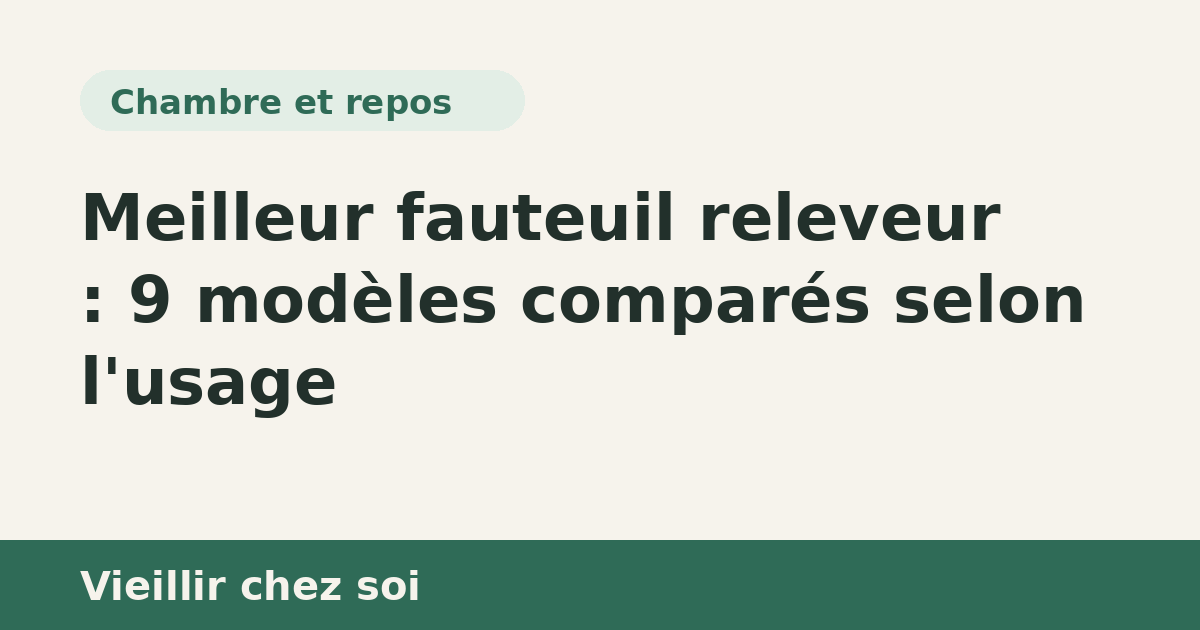 Chambre et repos
Meilleur fauteuil releveur
: 9 modèles comparés selon
l'usage
Vieillir chez soi